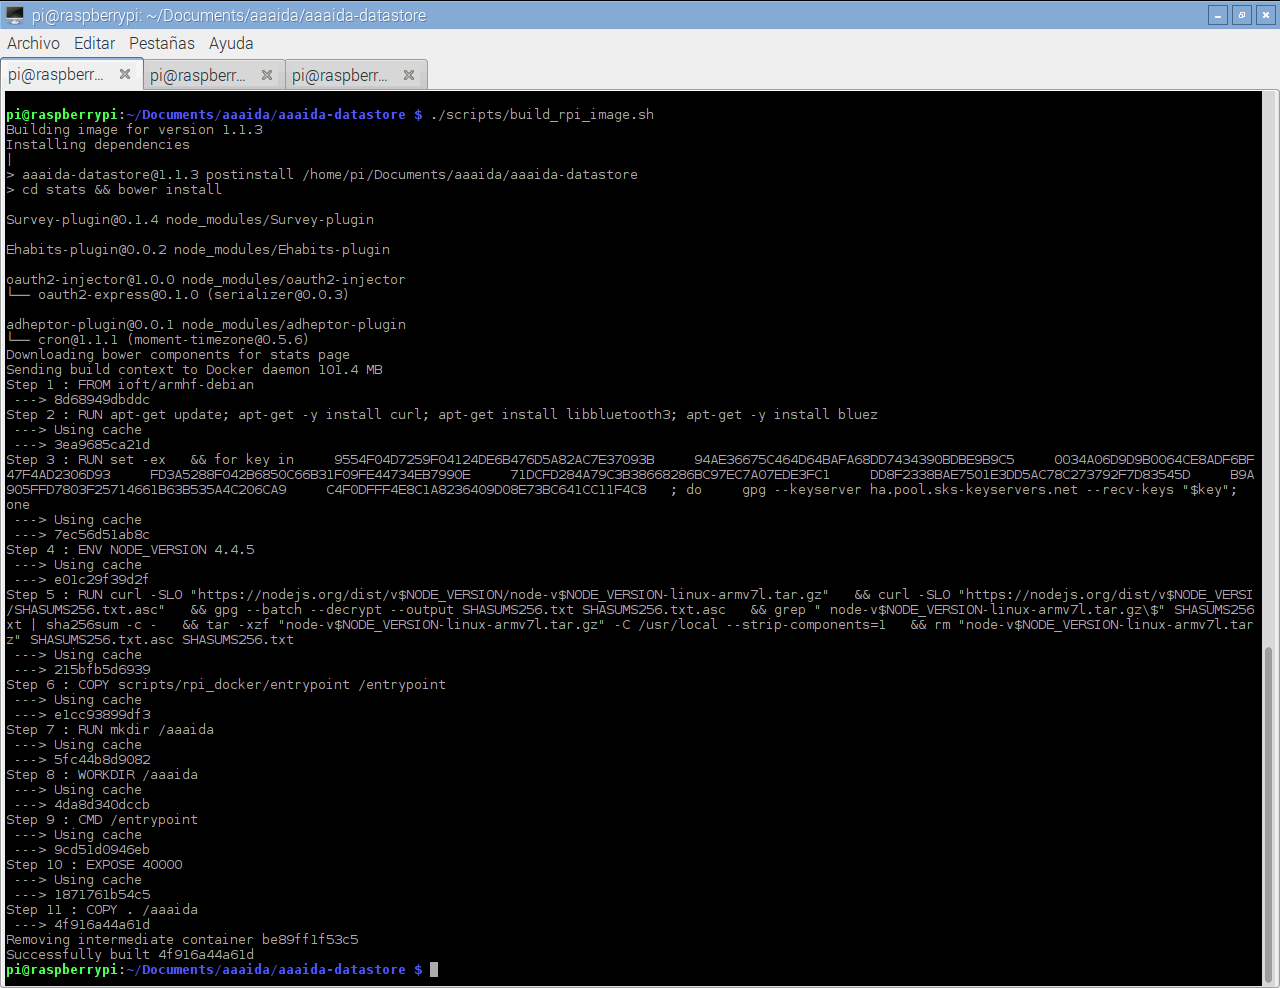 pi@raspberrypi: ~/Documents/aaaida/aaaida-datastore
Archivo Editar Pestañas Ayuda
pi@raspberr... pi@raspberr... pi@raspberr...
pi@raspberrypi:~/Documents/aaaida/aaaida-datastore $ ./scripts/build_rpi_image.sh
Building image for version 1.1.3
Installing dependencies
|
> aaaida-datastore@1.1.3 postinstall /home/pi/Documents/aaaida/aaaida-datastore
> cd stats && bower install
Survey-plugin@0.1.4 node_modules/Survey-plugin
Ehabits-plugin@0.0.2 node_modules/Ehabits-plugin
oauth2-injector@1.0.0 node_modules/oauth2-injector
└── oauth2-express@0.1.0 (serializer@0.0.3)
adheptor-plugin@0.0.1 node_modules/adheptor-plugin
└── cron@1.1.1 (moment-timezone@0.5.6)
Downloading bower components for stats page
Sending build context to Docker daemon 101.4 MB
Step 1 : FROM ioft/armhf-debian
---> 8d68949dbddc
Step 2 : RUN apt-get update; apt-get -y install curl; apt-get install libbluetooth3; apt-get -y install bluez
---> Using cache
---> 3ea9685ca21d
Step 3 : RUN set -ex   && for key in     9554F04D7259F04124DE6B476D5A82AC7E37093B     94AE36675C464D64BAFA68DD7434390BDBE9B9C5     0034A06D9D9B0064CE8ADF6BF
47F4AD2306D93     FD3A5288F042B6850C66B31F09FE44734EB7990E     71DCFD284A79C3B38668286BC97EC7A07EDE3FC1     DD8F2338BAE7501E3DD5AC78C273792F7D83545D     B9A
905FFD7803F25714661B63B535A4C206CA9     C4F0DFFF4E8C1A8236409D08E73BC641CC11F4C8   ; do     gpg --keyserver ha.pool.sks-keyservers.net --recv-keys "$key";
one
---> Using cache
---> 7ec56d51ab8c
Step 4 : ENV NODE_VERSION 4.4.5
---> Using cache
---> e01c29f39d2f
Step 5 : RUN curl -SLO "https://nodejs.org/dist/v$NODE_VERSION/node-v$NODE_VERSION-linux-armv7l.tar.gz"   && curl -SLO "https://nodejs.org/dist/v$NODE_VERSI
/SHASUMS256.txt.asc"   && gpg --batch --decrypt --output SHASUMS256.txt SHASUMS256.txt.asc   && grep " node-v$NODE_VERSION-linux-armv7l.tar.gz\$" SHASUMS256
xt | sha256sum -c -   && tar -xzf "node-v$NODE_VERSION-linux-armv7l.tar.gz" -C /usr/local --strip-components=1   && rm "node-v$NODE_VERSION-linux-armv7l.tar
z" SHASUMS256.txt.asc SHASUMS256.txt
---> Using cache
---> 215bfb5d6939
Step 6 : COPY scripts/rpi_docker/entrypoint /entrypoint
---> Using cache
---> e1cc93899df3
Step 7 : RUN mkdir /aaaida
---> Using cache
---> 5fc44b8d9082
Step 8 : WORKDIR /aaaida
---> Using cache
---> 4da8d340dccb
Step 9 : CMD /entrypoint
---> Using cache
---> 9cd51d0946eb
Step 10 : EXPOSE 40000
---> Using cache
---> 1871761b54c5
Step 11 : COPY . /aaaida
---> 4f916a44a61d
Removing intermediate container be89ff1f53c5
Successfully built 4f916a44a61d
pi@raspberrypi:~/Documents/aaaida/aaaida-datastore $